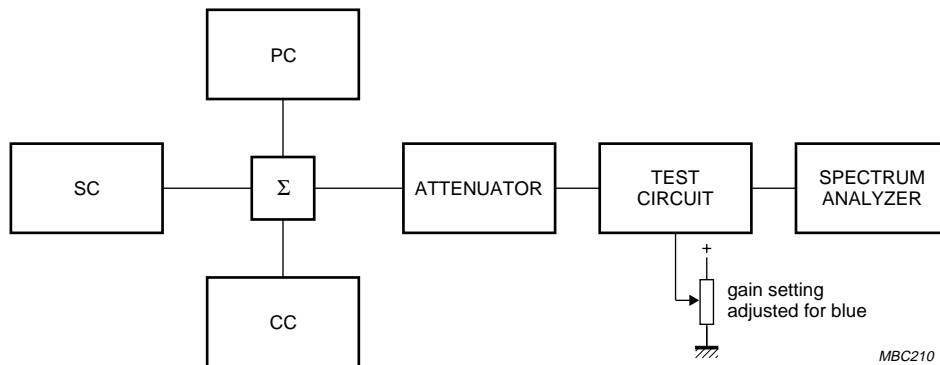 PC
SC
Σ
ATTENUATOR
TEST
CIRCUIT
SPECTRUM
ANALYZER
CC
+
gain setting
adjusted for blue
MBC210